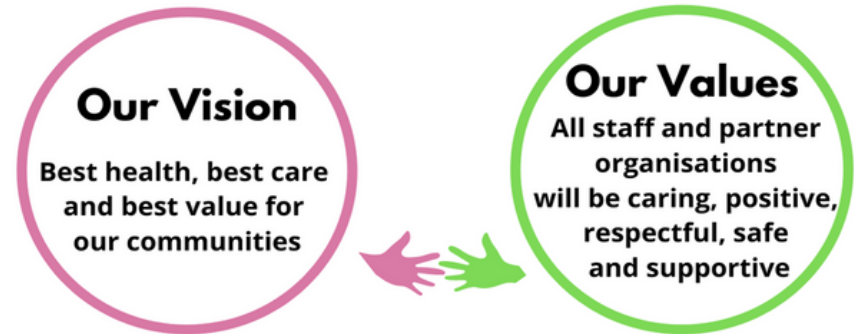 Our Vision
Best health, best care
and best value for
our communities
Our Values
All staff and partner
organisations
will be caring, positive,
respectful, safe
and supportive